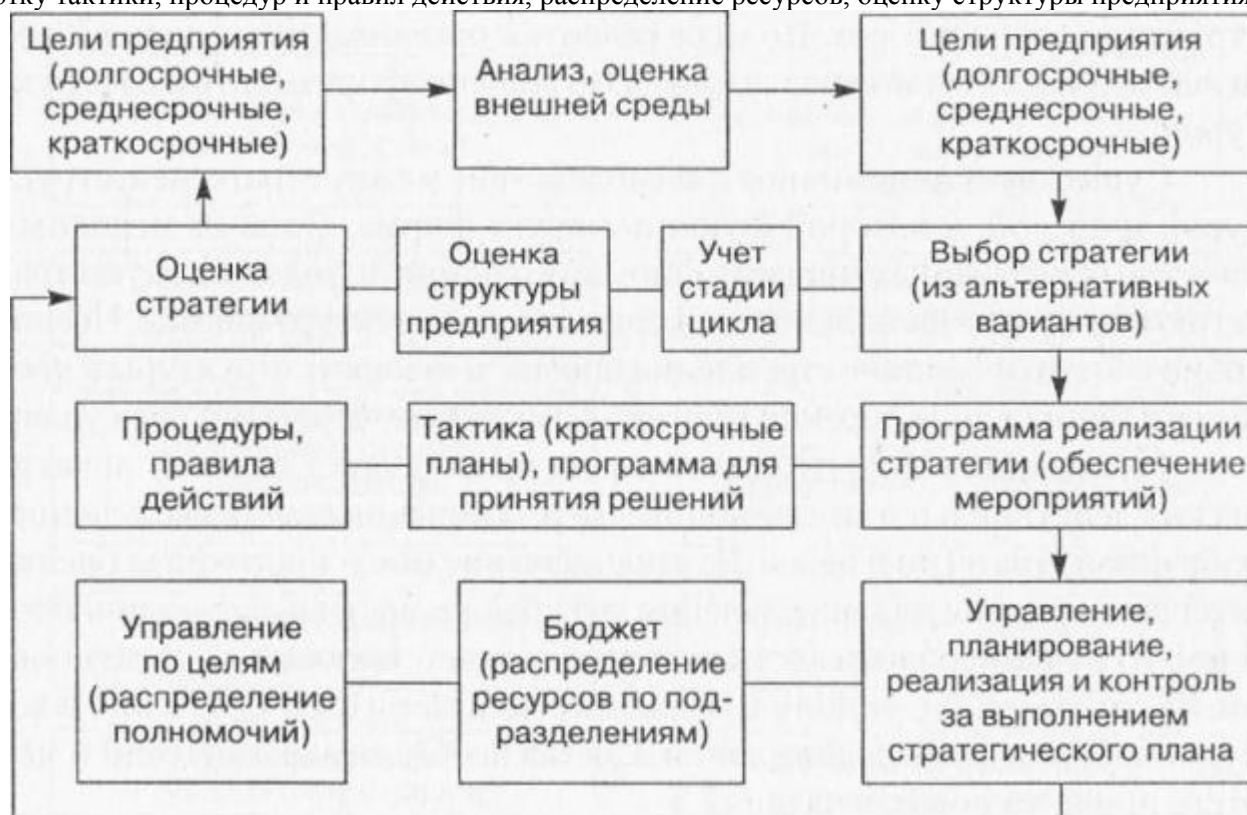 тактики, процедур и правил действия, распределение ресурсов, оценку структуры предприятия
Цели предприятия
(долгосрочные,
среднесрочные,
краткосрочные)
Анализ, оценка
внешней среды
Цели предприятия
(долгосрочные,
среднесрочные,
краткосрочные)
Оценка
стратегии
Оценка
структуры
предприятия
Учет
стадии
цикла
Выбор стратегии
(из альтернативных
вариантов)
Процедуры,
правила
действий
Тактика (краткосрочные
планы), программа для
принятия решений
Программа реализации
стратегии (обеспечение
мероприятий)
Управление
по целям
(распределение
полномочий)
Бюджет
(распределение
ресурсов по под-
разделениям)
Управление,
планирование,
реализация и контроль
за выполнением
стратегического плана